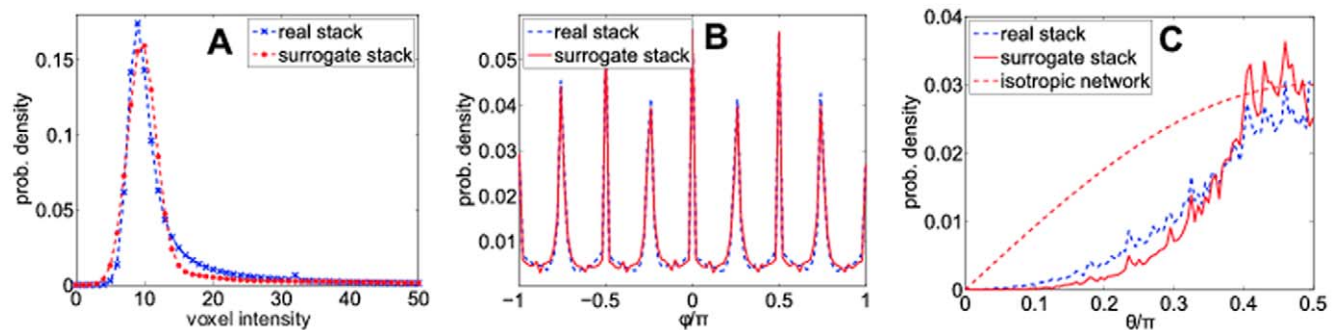 A
real stack
surrogate stack
prob. density
0.15
0.1
0.05
0
0
10
20
30
40
50
voxel intensity
B
real stack
surrogate stack
prob. density
0.06
0.05
0.04
0.03
0.02
0.01
−1
−0.5
0
0.5
1
φ/π
C
real stack
surrogate stack
isotropic network
prob. density
0.04
0.03
0.02
0.01
0
0
0.1
0.2
0.3
0.4
0.5
θ/π